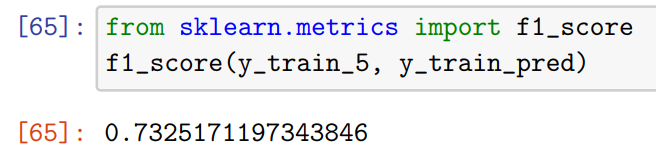 [65]: from sklearn.metrics import f1_score
f1_score(y_train_5, y_train_pred)
[65]: 0.7325171197343846